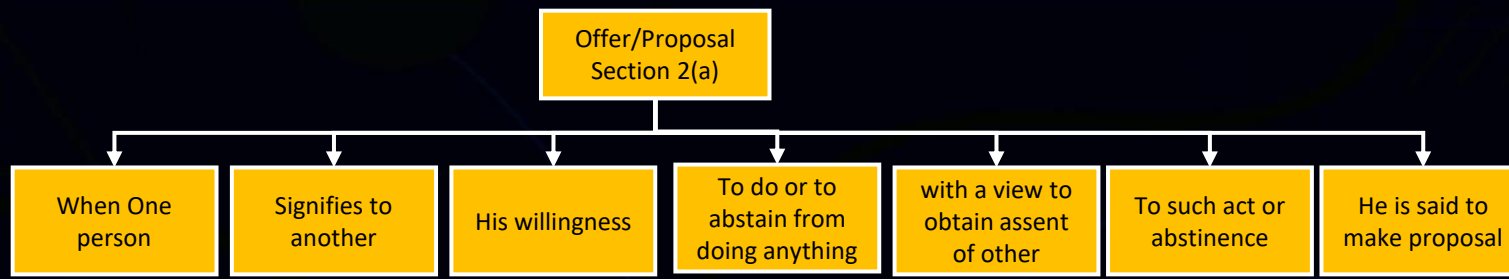 Offer/Proposal
Section 2(a)
When One
person
Signifies to
another
His willingness
To do or to
abstain from
doing anything
with a view to
obtain assent
of other
To such act or
abstinence
He is said to
make proposal